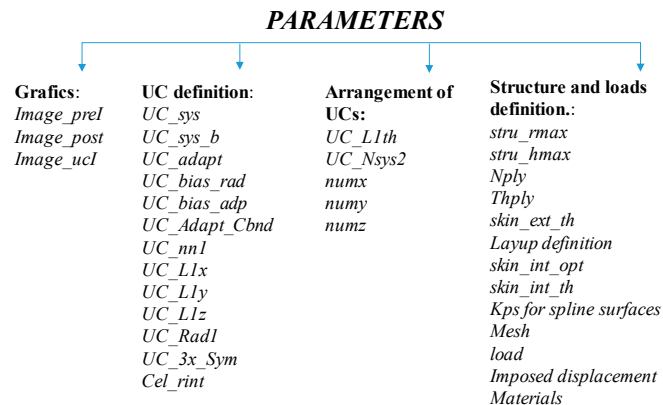 PARAMETERS
Grafics:
Image_preI
Image_post
Image_ucI
UC definition:
UC_sys
UC_sys_b
UC_adapt
UC_bias_rad
UC_bias_adp
UC_Adapt_Cbnd
UC_nn1
UC_L1x
UC_L1y
UC_L1z
UC_Rad1
UC_3x_Sym
Cel_rint
Arrangement of
UCs:
UC_L1th
UC_Nsys2
numx
numy
numz
Structure and loads
definition.:
stru_rmax
stru_hmax
Nply
Thply
skin_ext_th
Layup definition
skin_int_opt
skin_int_th
Kps for spline surfaces
Mesh
load
Imposed displacement
Materials